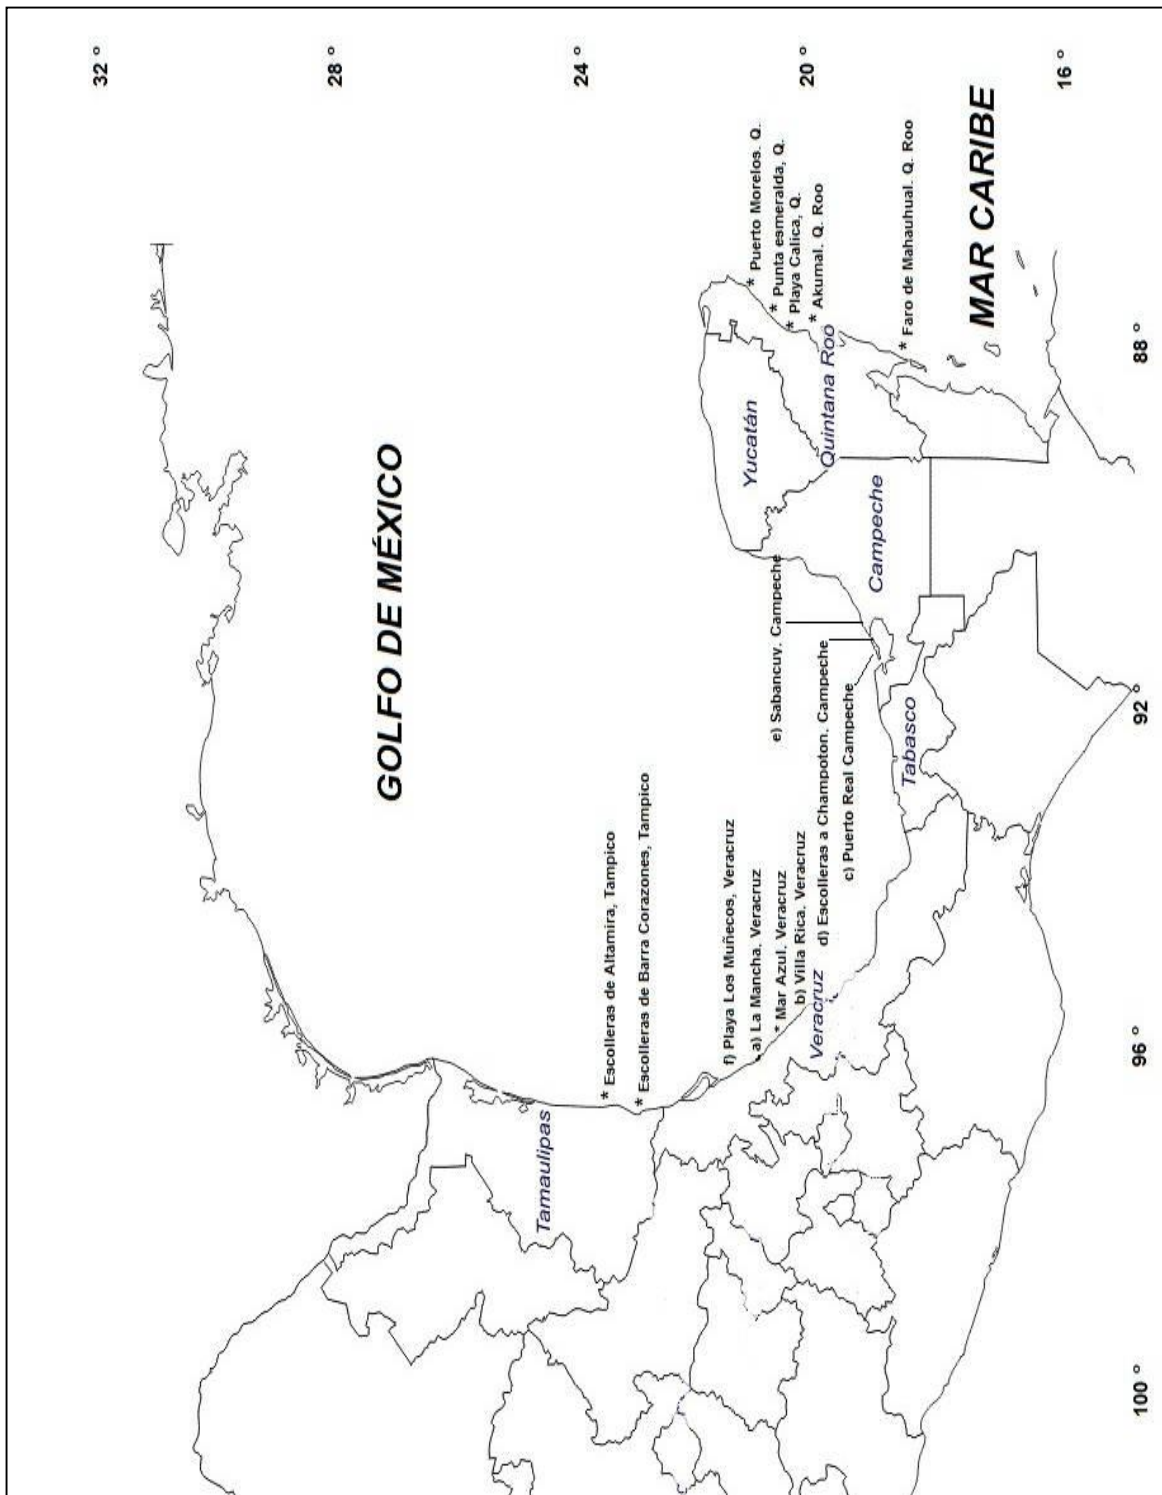 32 °
28 °
24 °
20 °
16 °
GOLFO DE MÉXICO
MAR CARIBE
* Puerto Morelos. Q.
* Punta esmeralda, Q.
* Playa Calica, Q.
* Akumal. Q. Roo
* Faro de Mahauhual. Q. Roo
88 °
Yucatán
Quintana Roo
Campeche
e) Sabancuy. Campeche
d) Escolleras a Champoton. Campeche
c) Puerto Real Campeche
Tabasco
92 °
* Escolleras de Altamira, Tampico
* Escolleras de Barra Corazones, Tampico
f) Playa Los Muñecos, Veracruz
a) La Mancha. Veracruz
* Mar Azul. Veracruz
b) Villa Rica. Veracruz
Veracruz
96 °
Tamaulipas
100 °